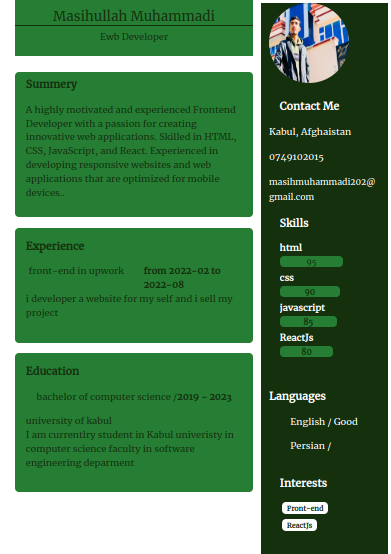 Masihullah Muhammadi
Ewb Developer
Summery
A highly motivated and experienced Frontend
Developer with a passion for creating
innovative web applications. Skilled in HTML,
CSS, JavaScript, and React. Experienced in
developing responsive websites and web
applications that are optimized for mobile
devices..
Experience
front-end in upwork from 2022-02 to
2022-08
i developer a website for my self and i sell my
project
Education
bachelor of computer science /2019 - 2023
university of kabul
I am currentlry student in Kabul univeristy in
computer science faculty in software
engineering deparment
Contact Me
Kabul, Afghaistan
0749102015
masihmuhammadi202@
gmail.com
Skills
html
95
css
90
javascript
85
ReactJs
80
Languages
English / Good
Persian /
Interests
Front-end
ReactJs